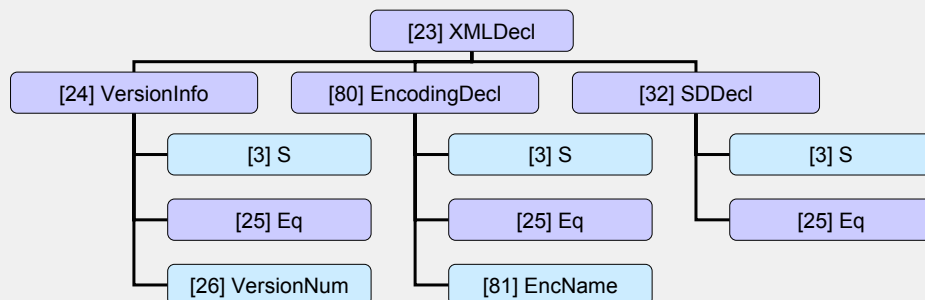 [23] XMLDecl
[24] VersionInfo
[80] EncodingDecl
[32] SDDecl
[3] S
[3] S
[3] S
[25] Eq
[25] Eq
[25] Eq
[26] VersionNum
[81] EncName